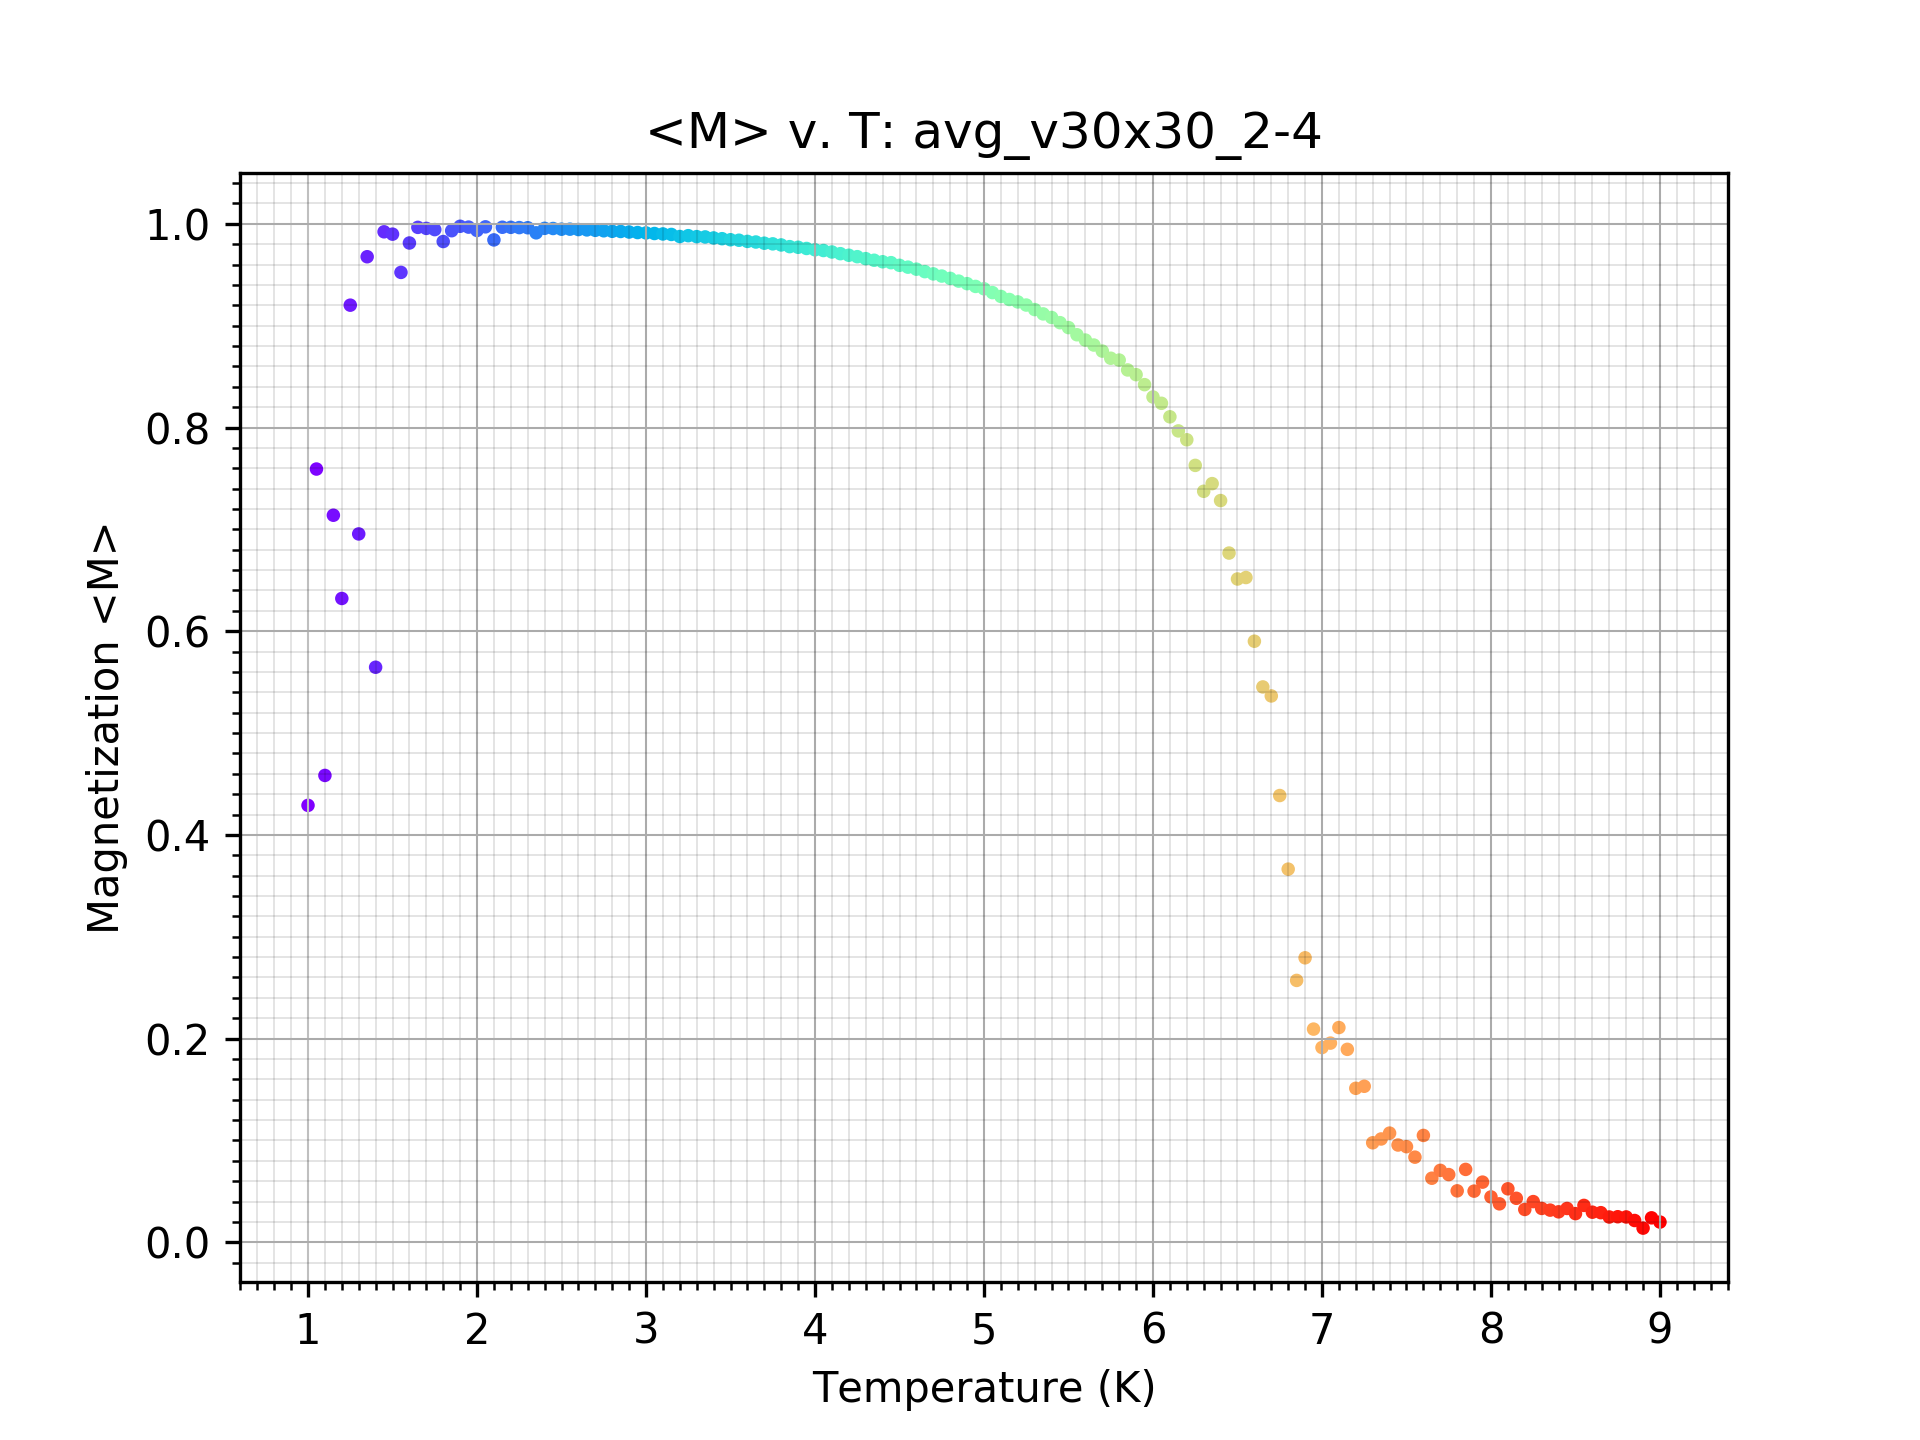 <M> v. T: avg_v30x30_2-4
Magnetization <M>
1.0
0.8
0.6
0.4
0.2
0.0
1 2 3 4 5 6 7 8 9
Temperature (K)